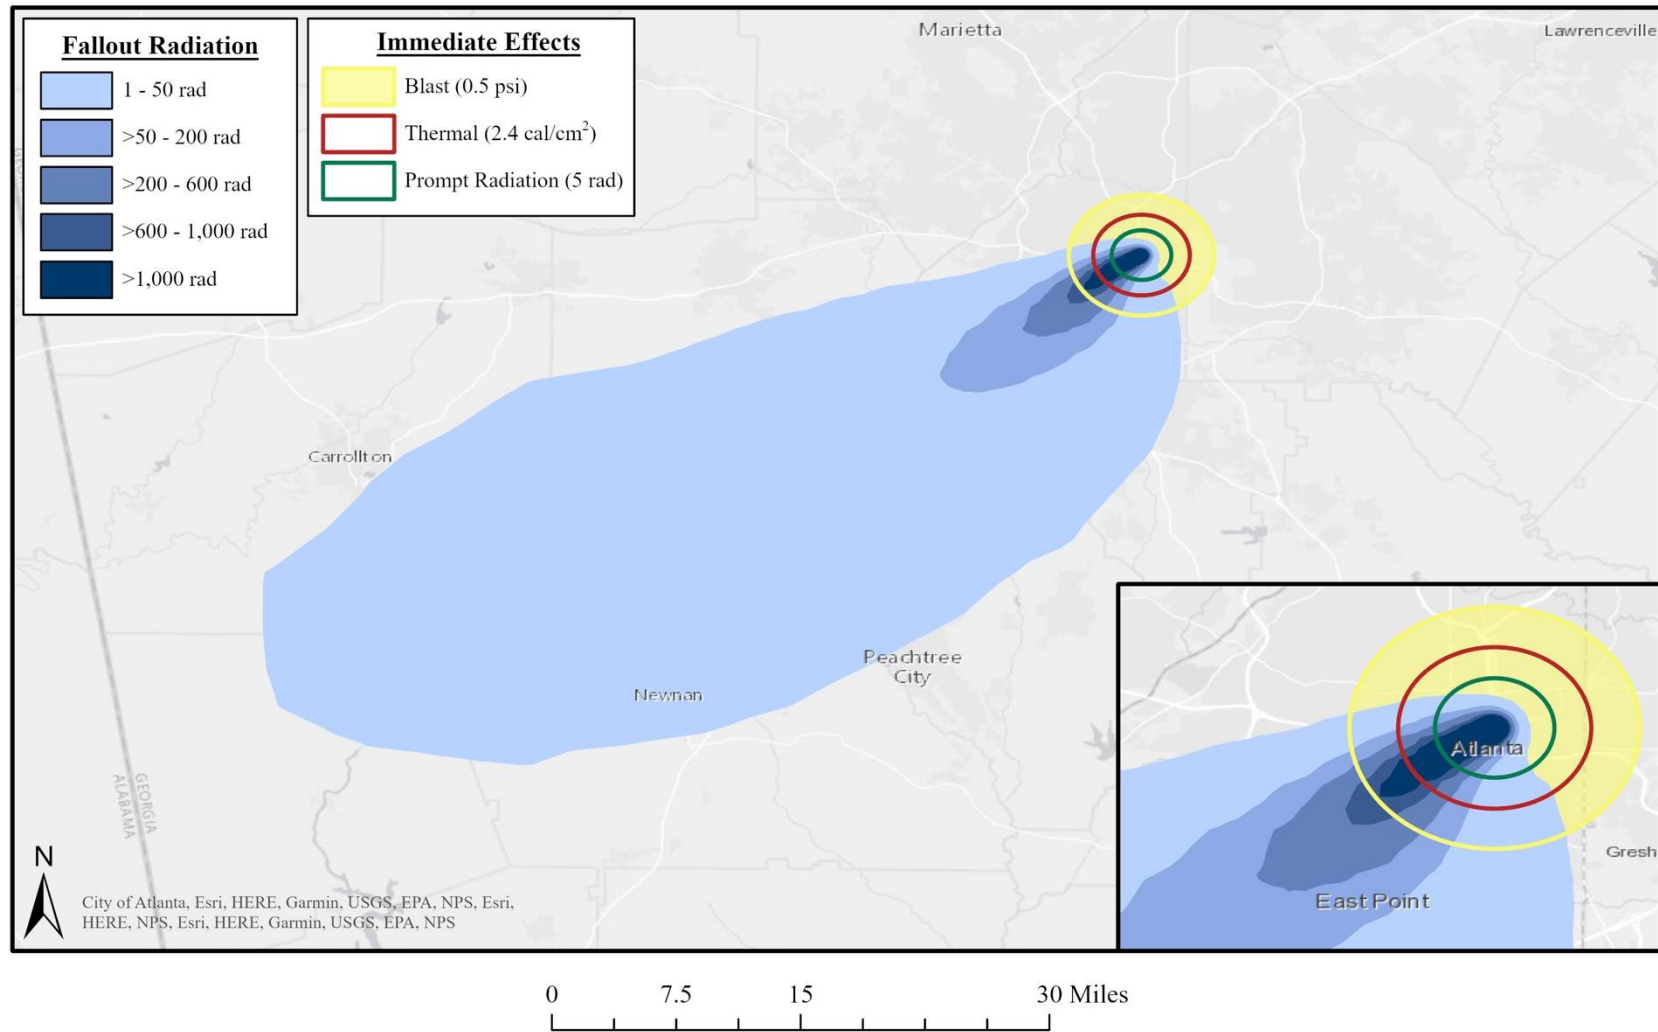 Fallout Radiation
1 - 50 rad
>50 - 200 rad
>200 - 600 rad
>600 - 1,000 rad
>1,000 rad
Immediate Effects
Blast (0.5 psi)
Thermal (2.4 cal/cm²)
Prompt Radiation (5 rad)
Marietta
Lawrenceville
Carrollton
Peachtree
City
Newnan
GEORGIA
ALABAMA
Atlanta
Gresh
East Point
N
City of Atlanta, Esri, HERE, Garmin, USGS, EPA, NPS, Esri,
HERE, NPS, Esri, HERE, Garmin, USGS, EPA, NPS
0 7.5 15 30 Miles